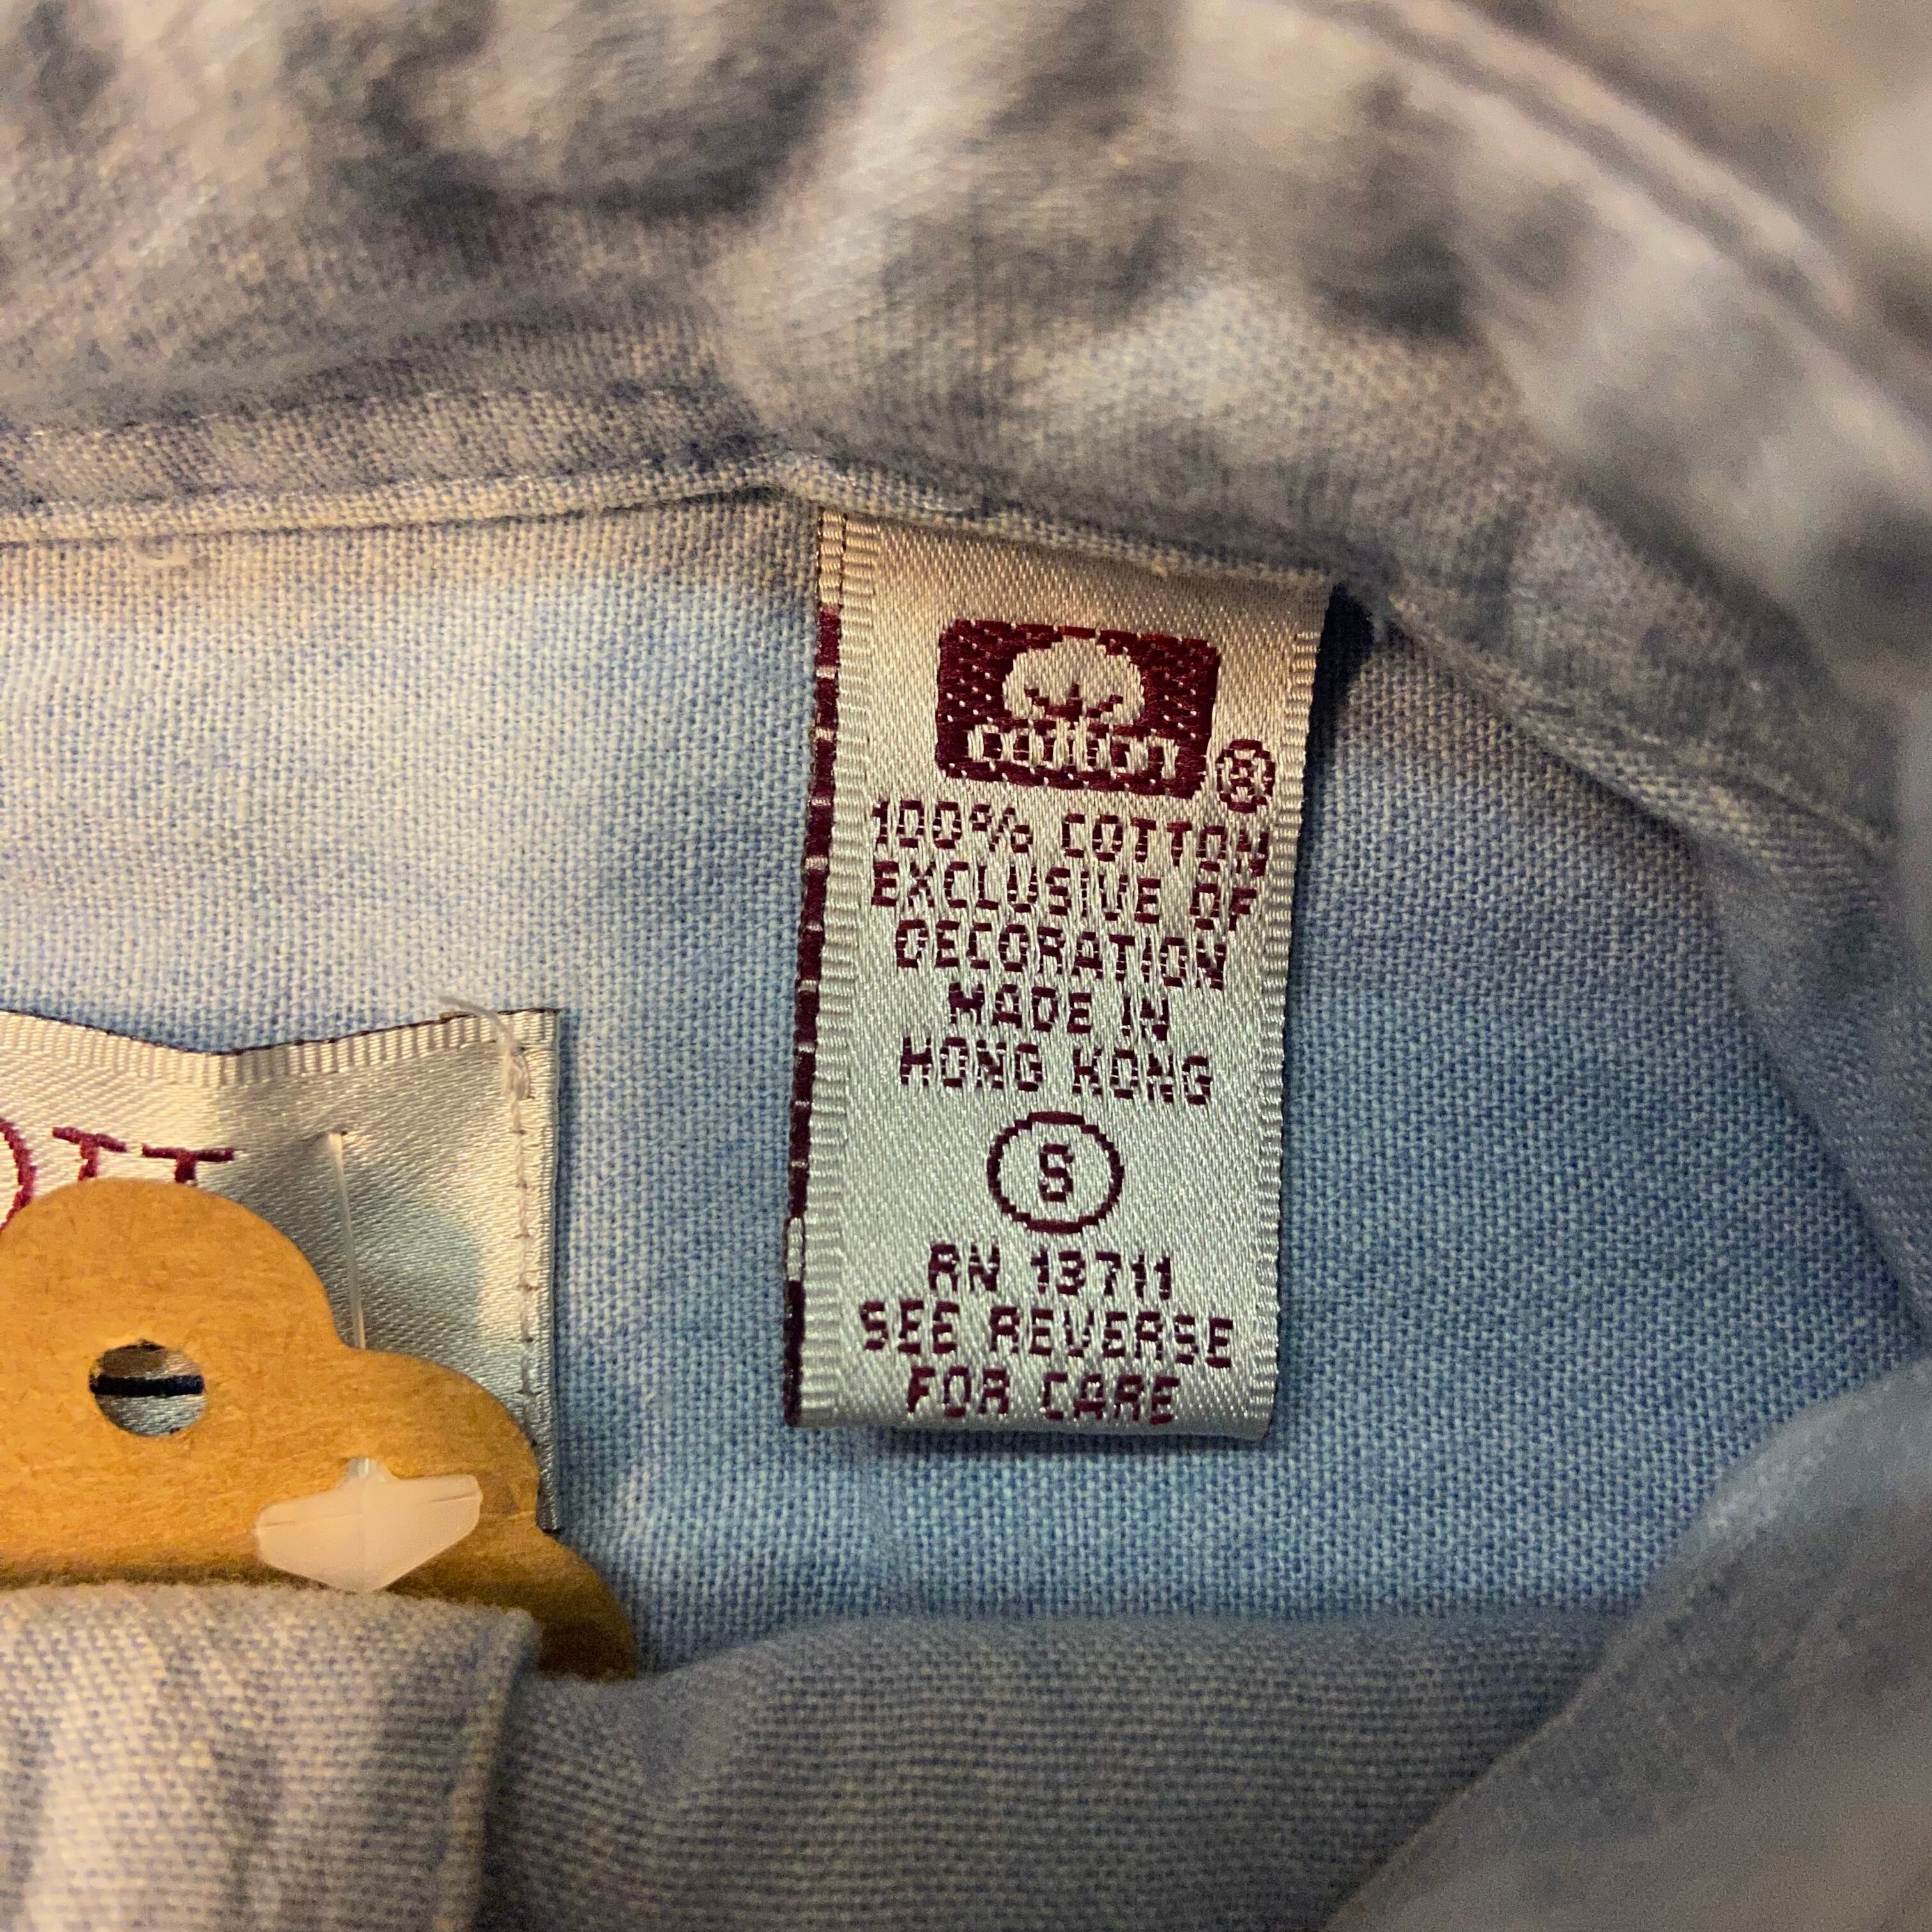 cotton ®
100% COTTON
EXCLUSIVE OF
DECORATION
MADE IN
HONG KONG
S
RN 13711
SEE REVERSE
FOR CARE